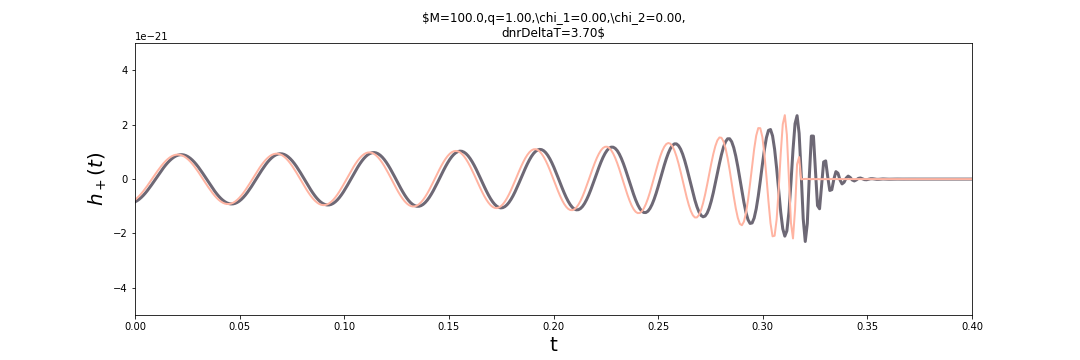 $M=100.0,q=1.00,\chi_1=0.00,\chi_2=0.00,
dnrDeltaT=3.70$
1e−21
4
2
0
−2
−4
h₊(t)
0.00 0.05 0.10 0.15 0.20 0.25 0.30 0.35 0.40
t